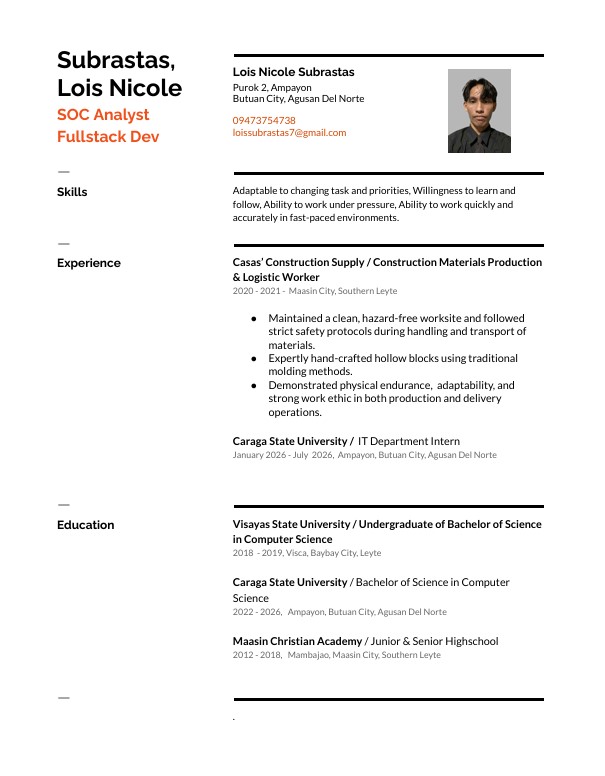 Subrastas,
Lois Nicole
SOC Analyst
Fullstack Dev
Lois Nicole Subrastas
Purok 2, Ampayon
Butuan City, Agusan Del Norte
09473754738
loissubrastas7@gmail.com
Skills
Adaptable to changing task and priorities, Willingness to learn and
follow, Ability to work under pressure, Ability to work quickly and
accurately in fast-paced environments.
Experience
Casas’ Construction Supply / Construction Materials Production
& Logistic Worker
2020 - 2021 - Maasin City, Southern Leyte
● Maintained a clean, hazard-free worksite and followed
strict safety protocols during handling and transport of
materials.
● Expertly hand-crafted hollow blocks using traditional
molding methods.
● Demonstrated physical endurance, adaptability, and
strong work ethic in both production and delivery
operations.
Caraga State University / IT Department Intern
January 2026 - July 2026, Ampayon, Butuan City, Agusan Del Norte
Education
Visayas State University / Undergraduate of Bachelor of Science
in Computer Science
2018 - 2019, Visca, Baybay City, Leyte
Caraga State University / Bachelor of Science in Computer
Science
2022 - 2026, Ampayon, Butuan City, Agusan Del Norte
Maasin Christian Academy / Junior & Senior Highschool
2012 - 2018, Mambajao, Maasin City, Southern Leyte
.